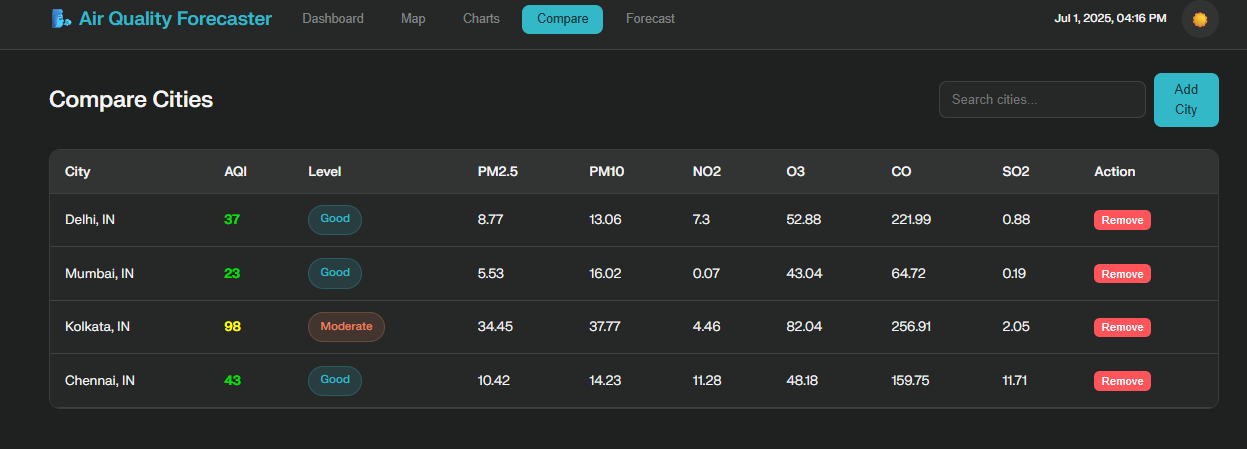 Air Quality Forecaster Dashboard Map Charts Compare Forecast Jul 1, 2025, 04:16 PM
Compare Cities Search cities... Add City
City AQI Level PM2.5 PM10 NO2 O3 CO SO2 Action
Delhi, IN 37 Good 8.77 13.06 7.3 52.88 221.99 0.88 Remove
Mumbai, IN 23 Good 5.53 16.02 0.07 43.04 64.72 0.19 Remove
Kolkata, IN 98 Moderate 34.45 37.77 4.46 82.04 256.91 2.05 Remove
Chennai, IN 43 Good 10.42 14.23 11.28 48.18 159.75 11.71 Remove